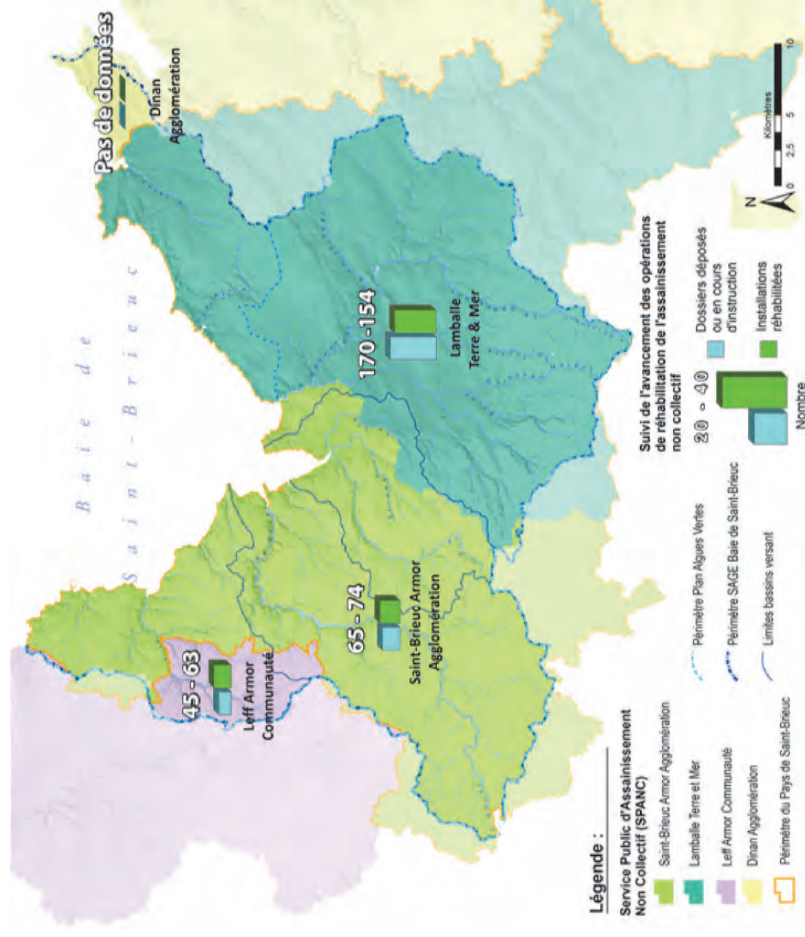 Baie de
Saint-Brieuc
Pas de données
Dinan
Agglomération
45 - 63
Leff Armor
Communauté
65 - 74
Saint-Brieuc Armor
Agglomération
170 -154
Lamballe
Terre & Mer
Légende :
Service Public d'Assainissement
Non Collectif (SPANC)
Saint-Brieuc Armor Agglomération
Lamballe Terre et Mer
Leff Armor Communauté
Dinan Agglomération
Périmètre du Pays de Saint-Brieuc
Périmètre Plan Algues Vertes
Périmètre SAGE Baie de Saint-Brieuc
Limites bassins versant
Suivi de l'avancement des opérations
de réhabilitation de l'assainissement
non collectif
20 - 40
Nombre
Dossiers déposés
ou en cours
d'instruction
Installations
réhabilitées
N
0 2.5 5 10
Kilomètres